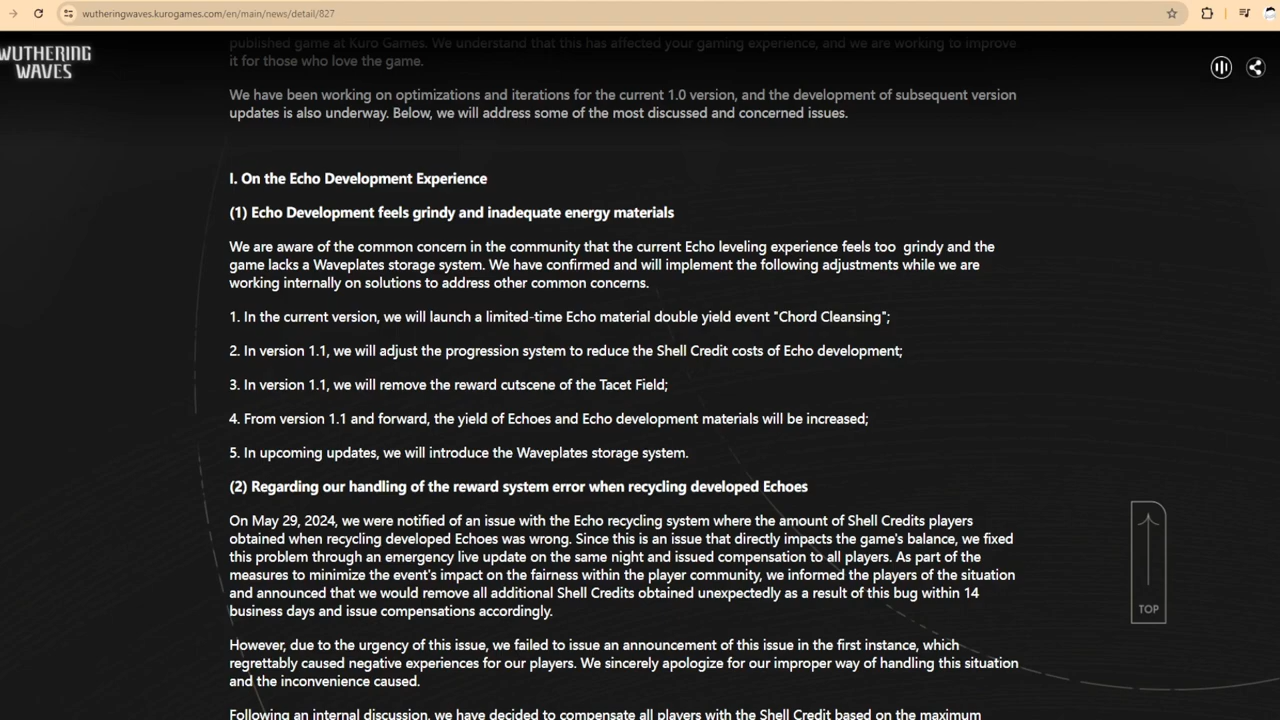 wutheringwaves.kurogames.com/en/main/news/detail/827
WUTHERING
WAVES
published game at Kuro Games. We understand that this has affected your gaming experience, and we are working to improve
it for those who love the game.
We have been working on optimizations and iterations for the current 1.0 version, and the development of subsequent version
updates is also underway. Below, we will address some of the most discussed and concerned issues.
I. On the Echo Development Experience
(1) Echo Development feels grindy and inadequate energy materials
We are aware of the common concern in the community that the current Echo leveling experience feels too  grindy and the
game lacks a Waveplates storage system. We have confirmed and will implement the following adjustments while we are
working internally on solutions to address other common concerns.
1. In the current version, we will launch a limited-time Echo material double yield event "Chord Cleansing";
2. In version 1.1, we will adjust the progression system to reduce the Shell Credit costs of Echo development;
3. In version 1.1, we will remove the reward cutscene of the Tacet Field;
4. From version 1.1 and forward, the yield of Echoes and Echo development materials will be increased;
5. In upcoming updates, we will introduce the Waveplates storage system.
(2) Regarding our handling of the reward system error when recycling developed Echoes
On May 29, 2024, we were notified of an issue with the Echo recycling system where the amount of Shell Credits players
obtained when recycling developed Echoes was wrong. Since this is an issue that directly impacts the game's balance, we fixed
this problem through an emergency live update on the same night and issued compensation to all players. As part of the
measures to minimize the event's impact on the fairness within the player community, we informed the players of the situation
and announced that we would remove all additional Shell Credits obtained unexpectedly as a result of this bug within 14
business days and issue compensations accordingly.
However, due to the urgency of this issue, we failed to issue an announcement of this issue in the first instance, which
regrettably caused negative experiences for our players. We sincerely apologize for our improper way of handling this situation
and the inconvenience caused.
Following an internal discussion, we have decided to compensate all players with the Shell Credit based on the maximum
TOP